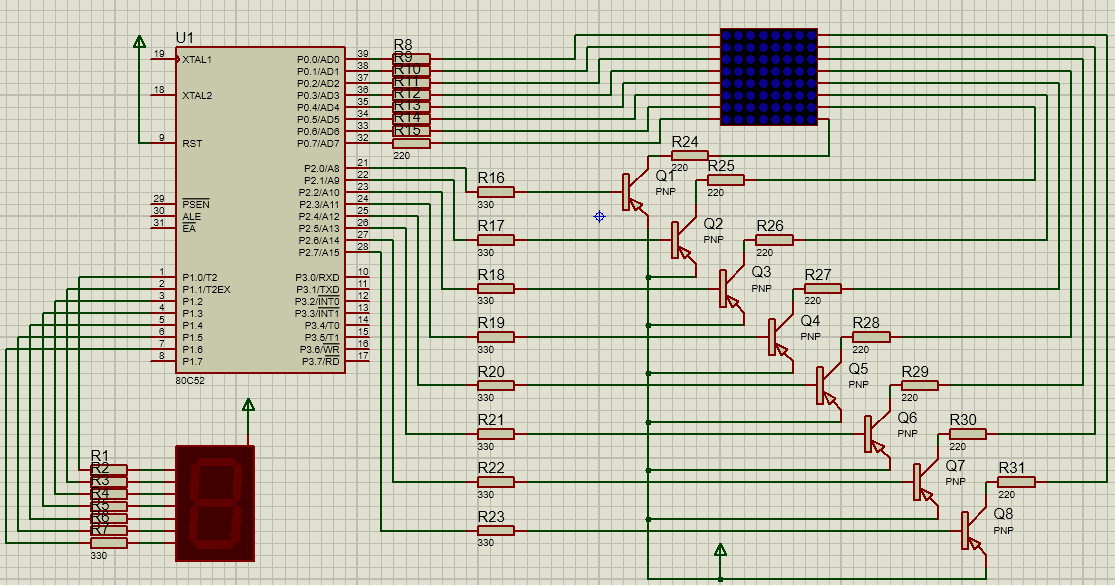 U1
19 XTAL1 P0.0/AD0 39
P0.1/AD1 38
P0.2/AD2 37
18 XTAL2 P0.3/AD3 36
P0.4/AD4 35
P0.5/AD5 34
P0.6/AD6 33
9 RST P0.7/AD7 32
P2.0/A8 21
P2.1/A9 22
P2.2/A10 23
29 PSEN P2.3/A11 24
30 ALE P2.4/A12 25
31 EA P2.5/A13 26
P2.6/A14 27
P2.7/A15 28
1 P1.0/T2 P3.0/RXD 10
2 P1.1/T2EX P3.1/TXD 11
3 P1.2 P3.2/INT0 12
4 P1.3 P3.3/INT1 13
5 P1.4 P3.4/T0 14
6 P1.5 P3.5/T1 15
7 P1.6 P3.6/WR 16
8 P1.7 P3.7/RD 17
80C52
R8
R9
R10
R11
R12
R13
R14
R15
220
R16
330
R17
330
R18
330
R19
330
R20
330
R21
330
R22
330
R23
330
R24
220
Q1
PNP
R25
220
Q2
PNP
R26
220
Q3
PNP
R27
220
Q4
PNP
R28
220
Q5
PNP
R29
220
Q6
PNP
R30
220
Q7
PNP
R31
220
Q8
PNP
R1
R2
R3
R4
R5
R6
R7
330